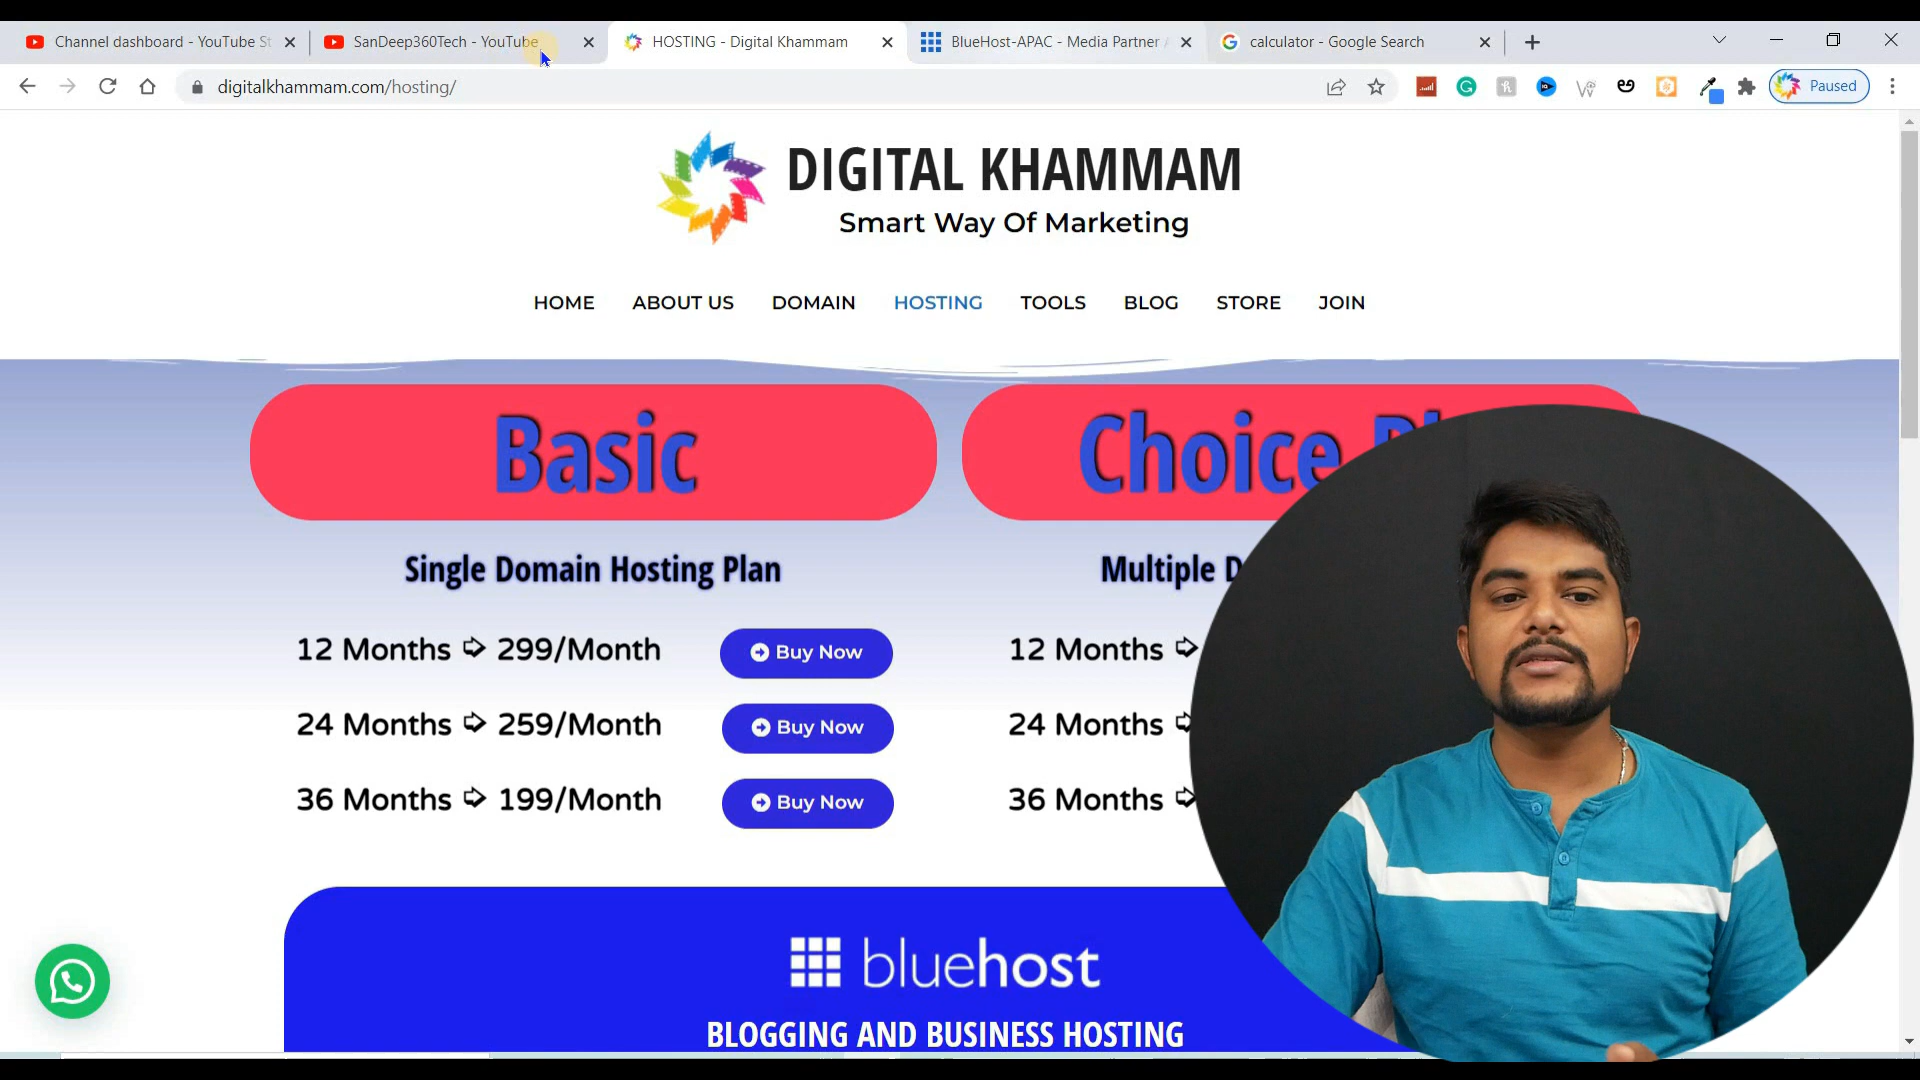 Channel dashboard - YouTube St
SanDeep360Tech - YouTube
HOSTING - Digital Khammam
BlueHost-APAC - Media Partner
calculator - Google Search
digitalkhammam.com/hosting/
Paused
DIGITAL KHAMMAM
Smart Way Of Marketing
HOME ABOUT US DOMAIN HOSTING TOOLS BLOG STORE JOIN
Basic
Choice
Single Domain Hosting Plan
Multiple
12 Months ➩ 299/Month
Buy Now
12 Months ➩
24 Months ➩ 259/Month
Buy Now
24 Months ➩
36 Months ➩ 199/Month
Buy Now
36 Months ➩
bluehost
BLOGGING AND BUSINESS HOSTING